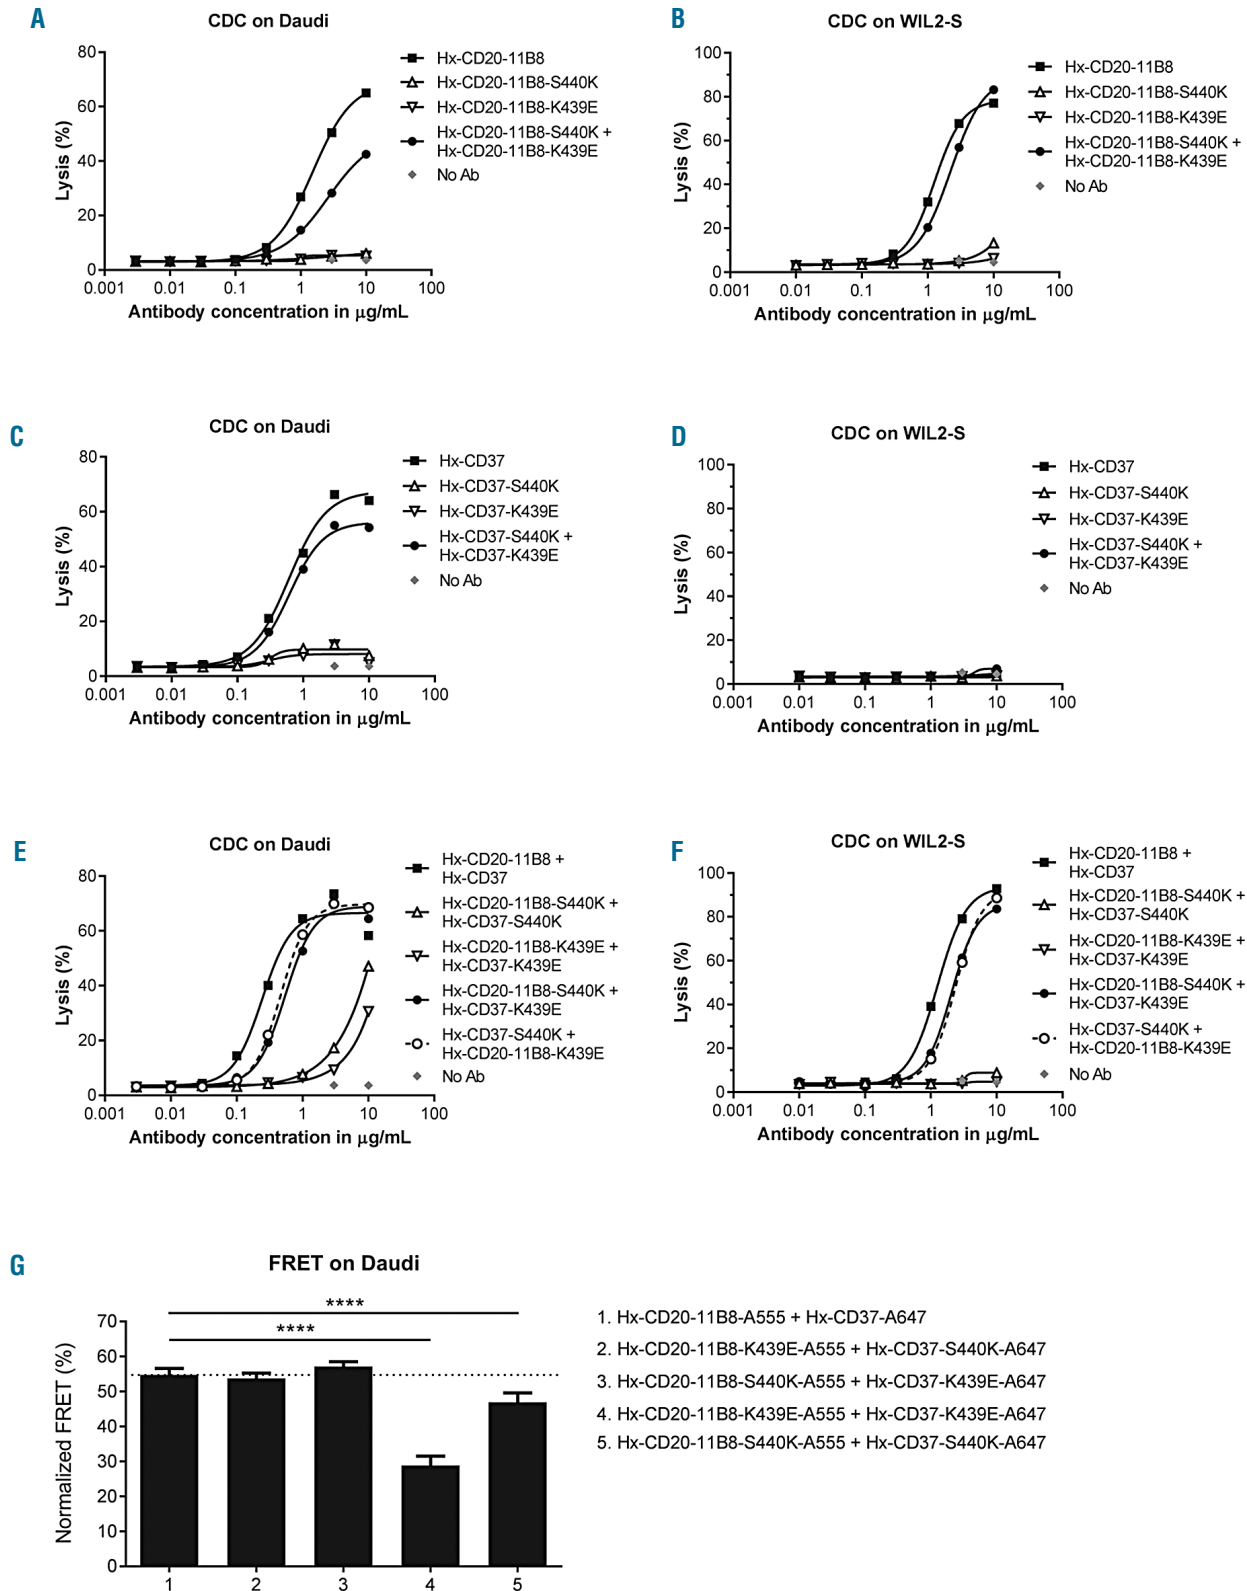 A
CDC on Daudi
Lysis (%)
80
60
40
20
0
0.001
0.01
0.1
1
10
100
Antibody concentration in μg/mL
Hx-CD20-11B8
Hx-CD20-11B8-S440K
Hx-CD20-11B8-K439E
Hx-CD20-11B8-S440K +
Hx-CD20-11B8-K439E
No Ab
B
CDC on WIL2-S
Lysis (%)
100
80
60
40
20
0
0.001
0.01
0.1
1
10
100
Antibody concentration in μg/mL
Hx-CD20-11B8
Hx-CD20-11B8-S440K
Hx-CD20-11B8-K439E
Hx-CD20-11B8-S440K +
Hx-CD20-11B8-K439E
No Ab
C
CDC on Daudi
Lysis (%)
80
60
40
20
0
0.001
0.01
0.1
1
10
100
Antibody concentration in μg/mL
Hx-CD37
Hx-CD37-S440K
Hx-CD37-K439E
Hx-CD37-S440K +
Hx-CD37-K439E
No Ab
D
CDC on WIL2-S
Lysis (%)
100
80
60
40
20
0
0.001
0.01
0.1
1
10
100
Antibody concentration in μg/mL
Hx-CD37
Hx-CD37-S440K
Hx-CD37-K439E
Hx-CD37-S440K +
Hx-CD37-K439E
No Ab
E
CDC on Daudi
Lysis (%)
80
60
40
20
0
0.001
0.01
0.1
1
10
100
Antibody concentration in μg/mL
Hx-CD20-11B8 +
Hx-CD37
Hx-CD20-11B8-S440K +
Hx-CD37-S440K
Hx-CD20-11B8-K439E +
Hx-CD37-K439E
Hx-CD20-11B8-S440K +
Hx-CD37-K439E
Hx-CD37-S440K +
Hx-CD20-11B8-K439E
No Ab
F
CDC on WIL2-S
Lysis (%)
100
80
60
40
20
0
0.001
0.01
0.1
1
10
100
Antibody concentration in μg/mL
Hx-CD20-11B8 +
Hx-CD37
Hx-CD20-11B8-S440K +
Hx-CD37-S440K
Hx-CD20-11B8-K439E +
Hx-CD37-K439E
Hx-CD20-11B8-S440K +
Hx-CD37-K439E
Hx-CD37-S440K +
Hx-CD20-11B8-K439E
No Ab
G
FRET on Daudi
Normalized FRET (%)
70
60
50
40
30
20
10
0
****
****
1
2
3
4
5
1. Hx-CD20-11B8-A555 + Hx-CD37-A647
2. Hx-CD20-11B8-K439E-A555 + Hx-CD37-S440K-A647
3. Hx-CD20-11B8-S440K-A555 + Hx-CD37-K439E-A647
4. Hx-CD20-11B8-K439E-A555 + Hx-CD37-K439E-A647
5. Hx-CD20-11B8-S440K-A555 + Hx-CD37-S440K-A647